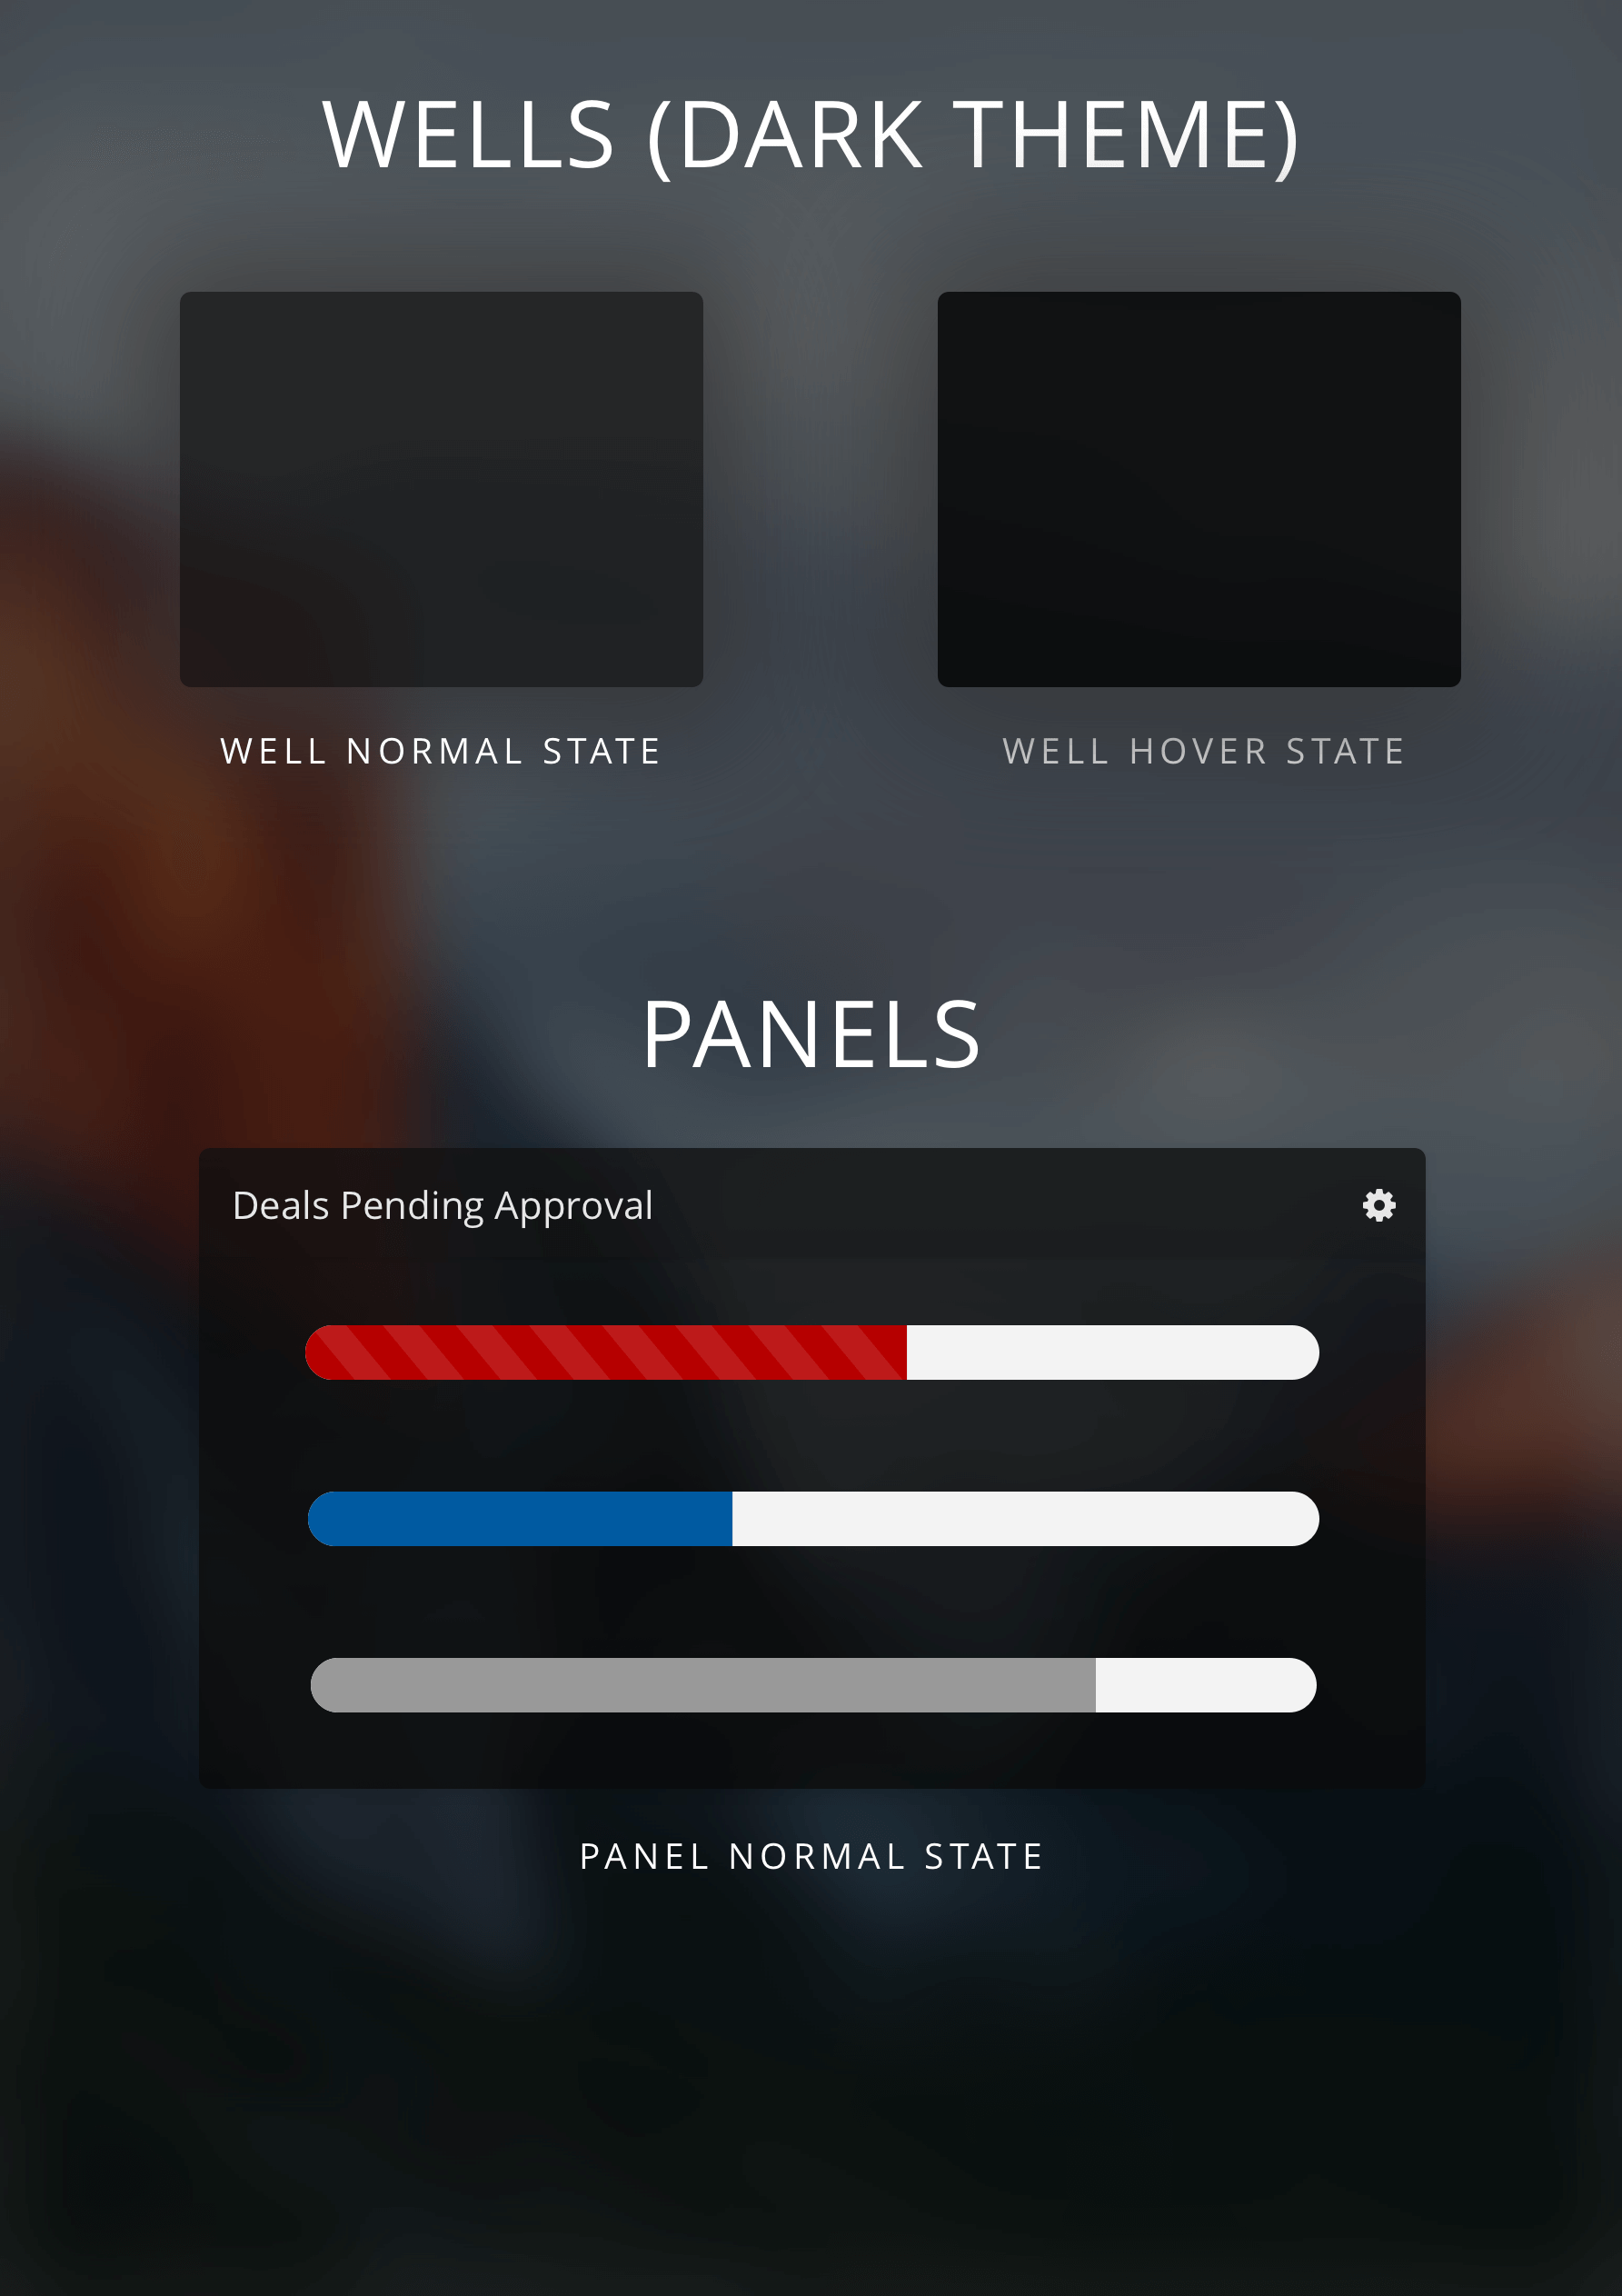 WELLS (DARK THEME)
WELL NORMAL STATE
WELL HOVER STATE
PANELS
Deals Pending Approval
PANEL NORMAL STATE